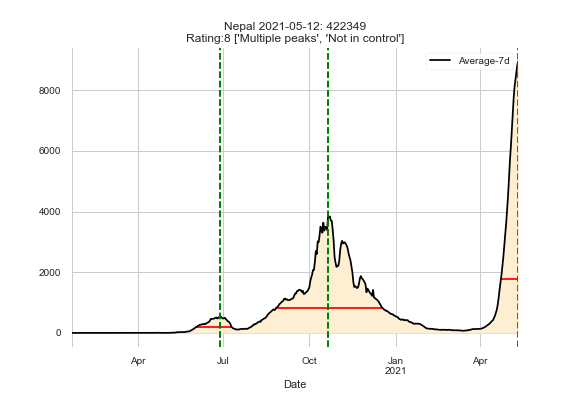 Nepal 2021-05-12: 422349
Rating:8 ['Multiple peaks', 'Not in control']
Average-7d
8000
6000
4000
2000
0
Apr Jul Oct Jan Apr
2021
Date